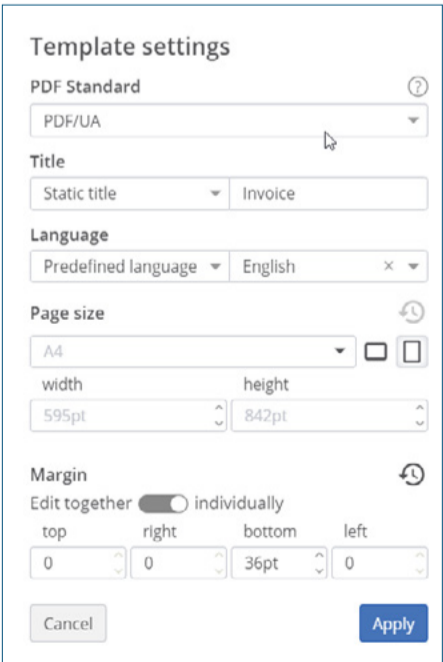 Template settings
PDF Standard ?
PDF/UA
Title
Static title Invoice
Language
Predefined language English ×
Page size
A4
width height
595pt 842pt
Margin
Edit together individually
top right bottom left
0 0 36pt 0
Cancel Apply